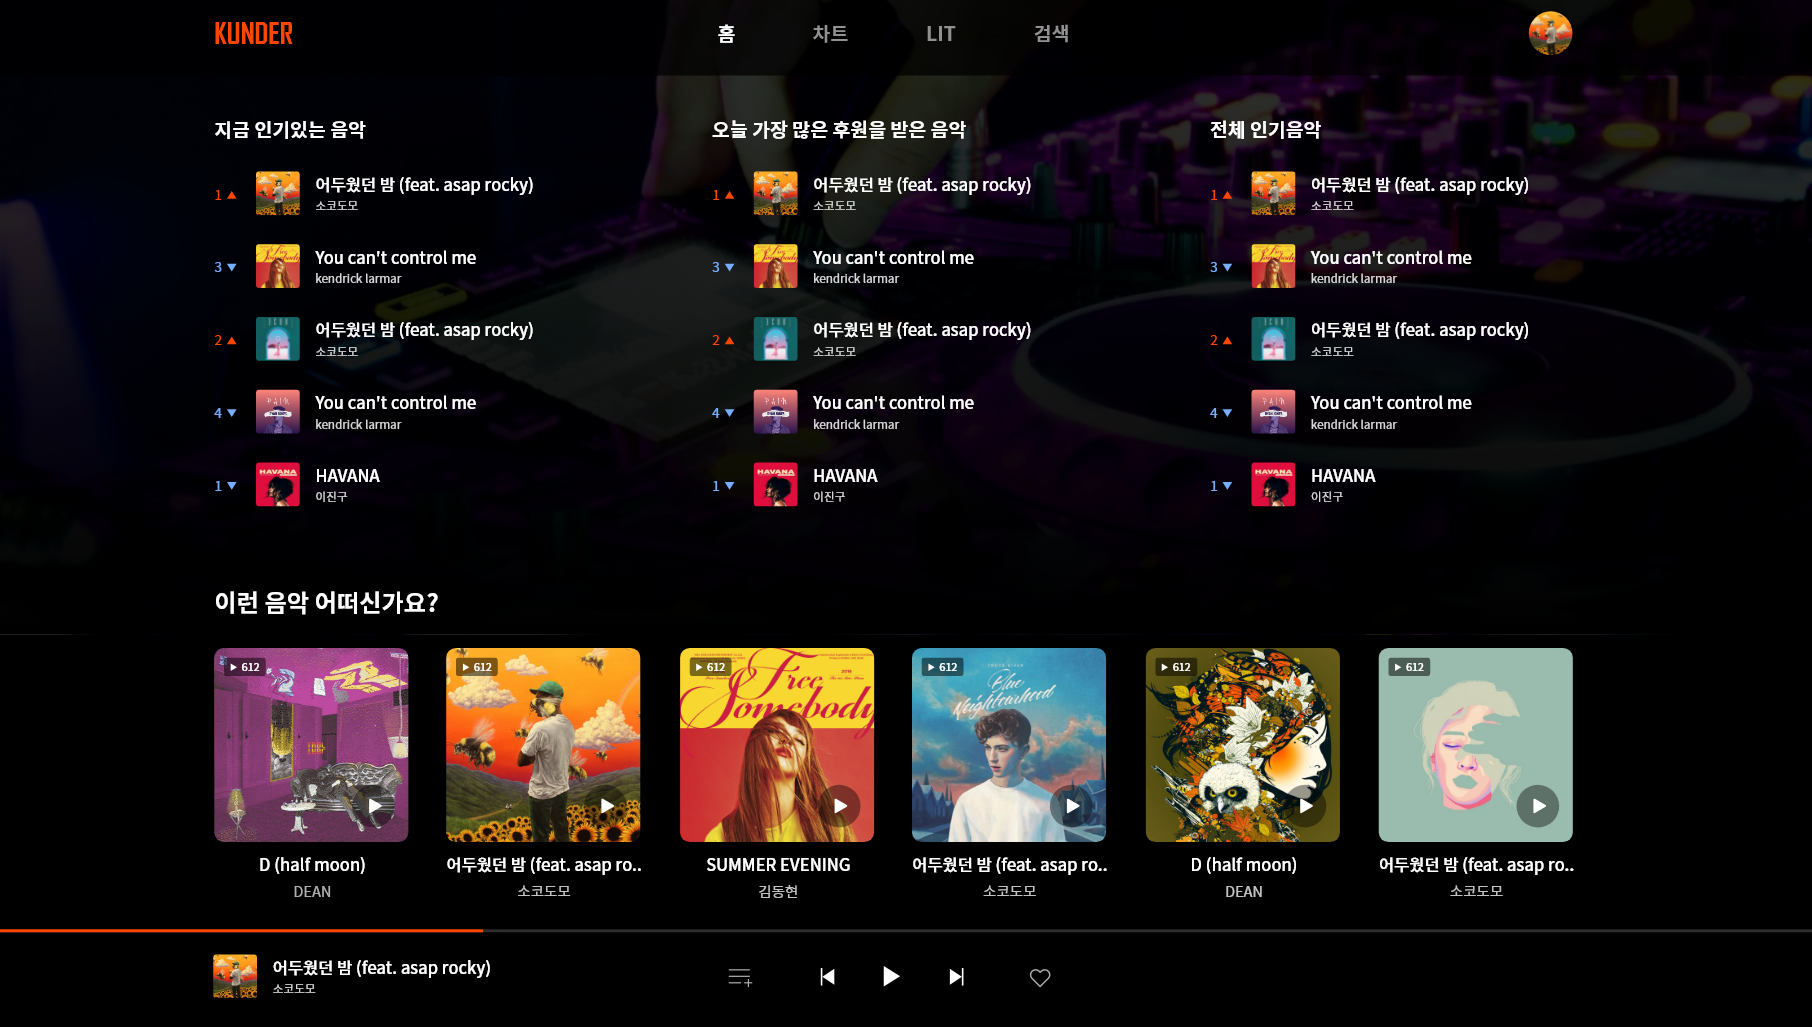 KUNDER
홈
차트
LIT
검색
지금 인기있는 음악
1
어두웠던 밤 (feat. asap rocky)
소코도모
3
You can't control me
kendrick larmar
2
어두웠던 밤 (feat. asap rocky)
소코도모
4
You can't control me
kendrick larmar
1
HAVANA
HAVANA
이진구
오늘 가장 많은 후원을 받은 음악
1
어두웠던 밤 (feat. asap rocky)
소코도모
3
You can't control me
kendrick larmar
2
어두웠던 밤 (feat. asap rocky)
소코도모
4
You can't control me
kendrick larmar
1
HAVANA
HAVANA
이진구
전체 인기음악
1
어두웠던 밤 (feat. asap rocky)
소코도모
3
You can't control me
kendrick larmar
2
어두웠던 밤 (feat. asap rocky)
소코도모
4
You can't control me
kendrick larmar
1
HAVANA
HAVANA
이진구
이런 음악 어떠신가요?
612
D (half moon)
DEAN
612
어두웠던 밤 (feat. asap ro..
소코도모
612
Free
Somebody
SUMMER EVENING
김동현
612
Blue
Neighbourhood
어두웠던 밤 (feat. asap ro..
소코도모
612
D (half moon)
DEAN
612
어두웠던 밤 (feat. asap ro..
소코도모
어두웠던 밤 (feat. asap rocky)
소코도모